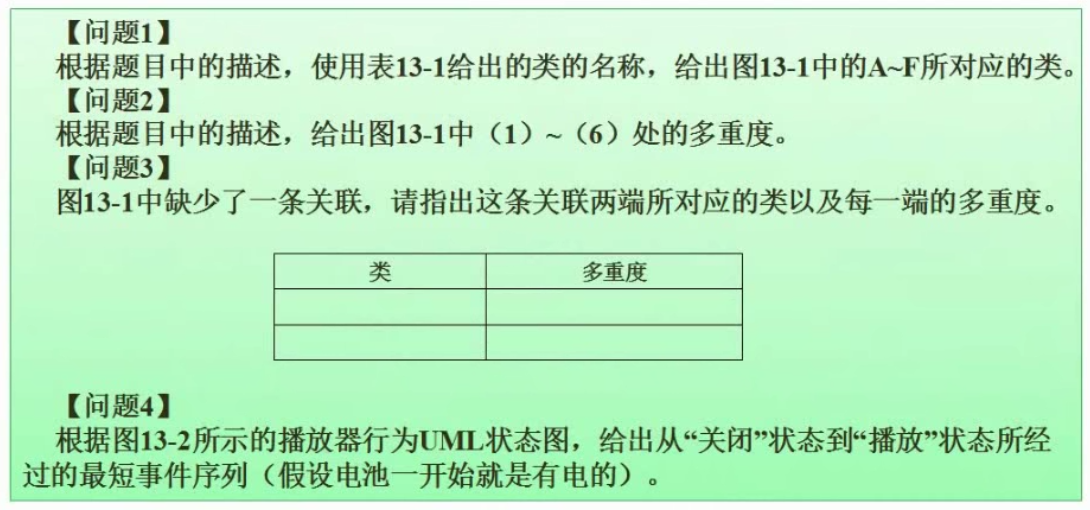 【问题1】
根据题目中的描述，使用表13-1给出的类的名称，给出图13-1中的A~F所对应的类。
【问题2】
根据题目中的描述，给出图13-1中（1）~（6）处的多重度。
【问题3】
图13-1中缺少了一条关联，请指出这条关联两端所对应的类以及每一端的多重度。
类 多重度
【问题4】
根据图13-2所示的播放器行为UML状态图，给出从“关闭”状态到“播放”状态所经
过的最短事件序列（假设电池一开始就是有电的）。